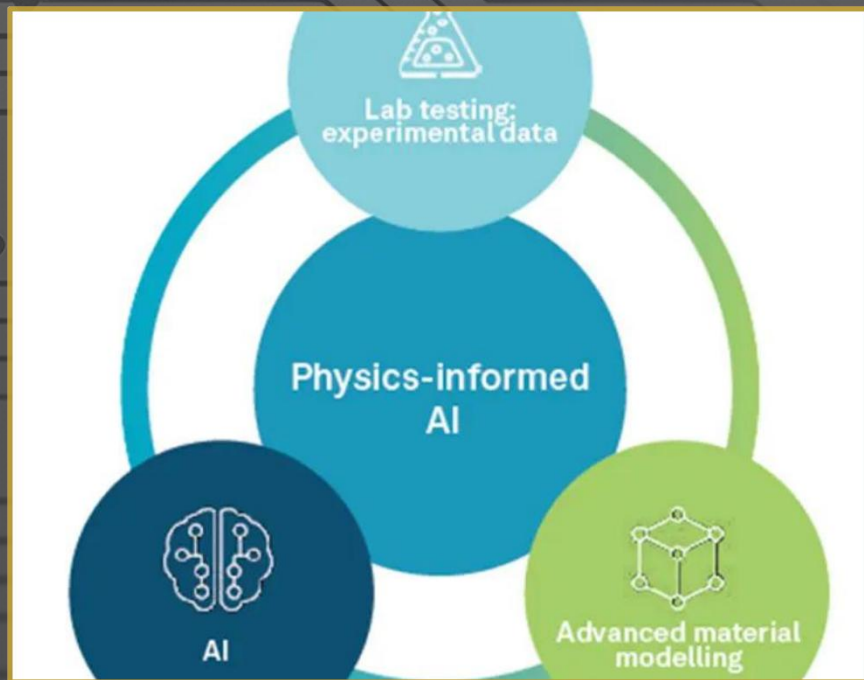 Lab testing:
experimental data
Physics-informed
AI
AI
Advanced material
modelling